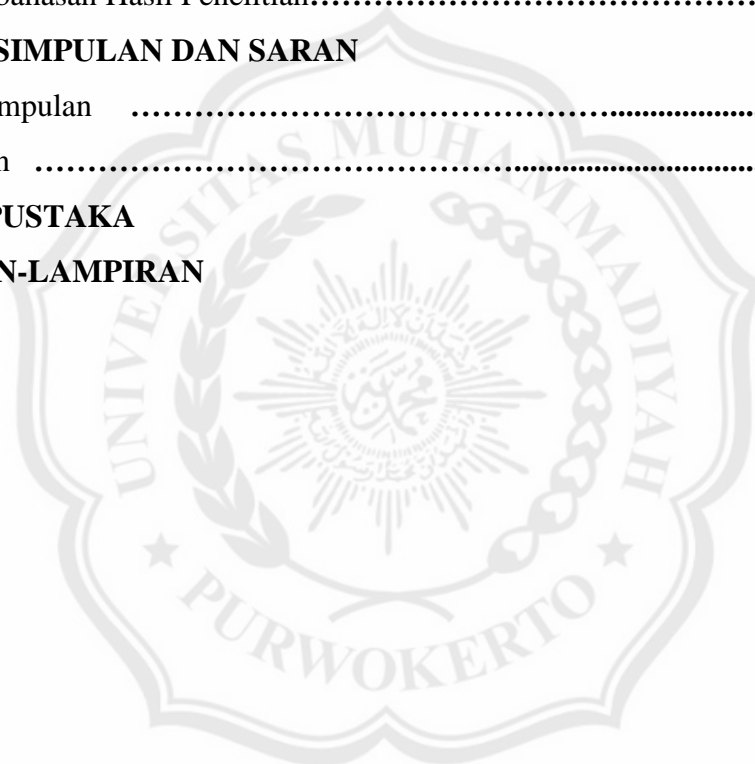 bahasan Hasil Penelitian……………………………………
SIMPULAN DAN SARAN
mpulan ………………………………………......................
n ………………………………………...............................
PUSTAKA
N-LAMPIRAN
UNIVERSITAS MUHAMMADIYAH
PURWOKERTO